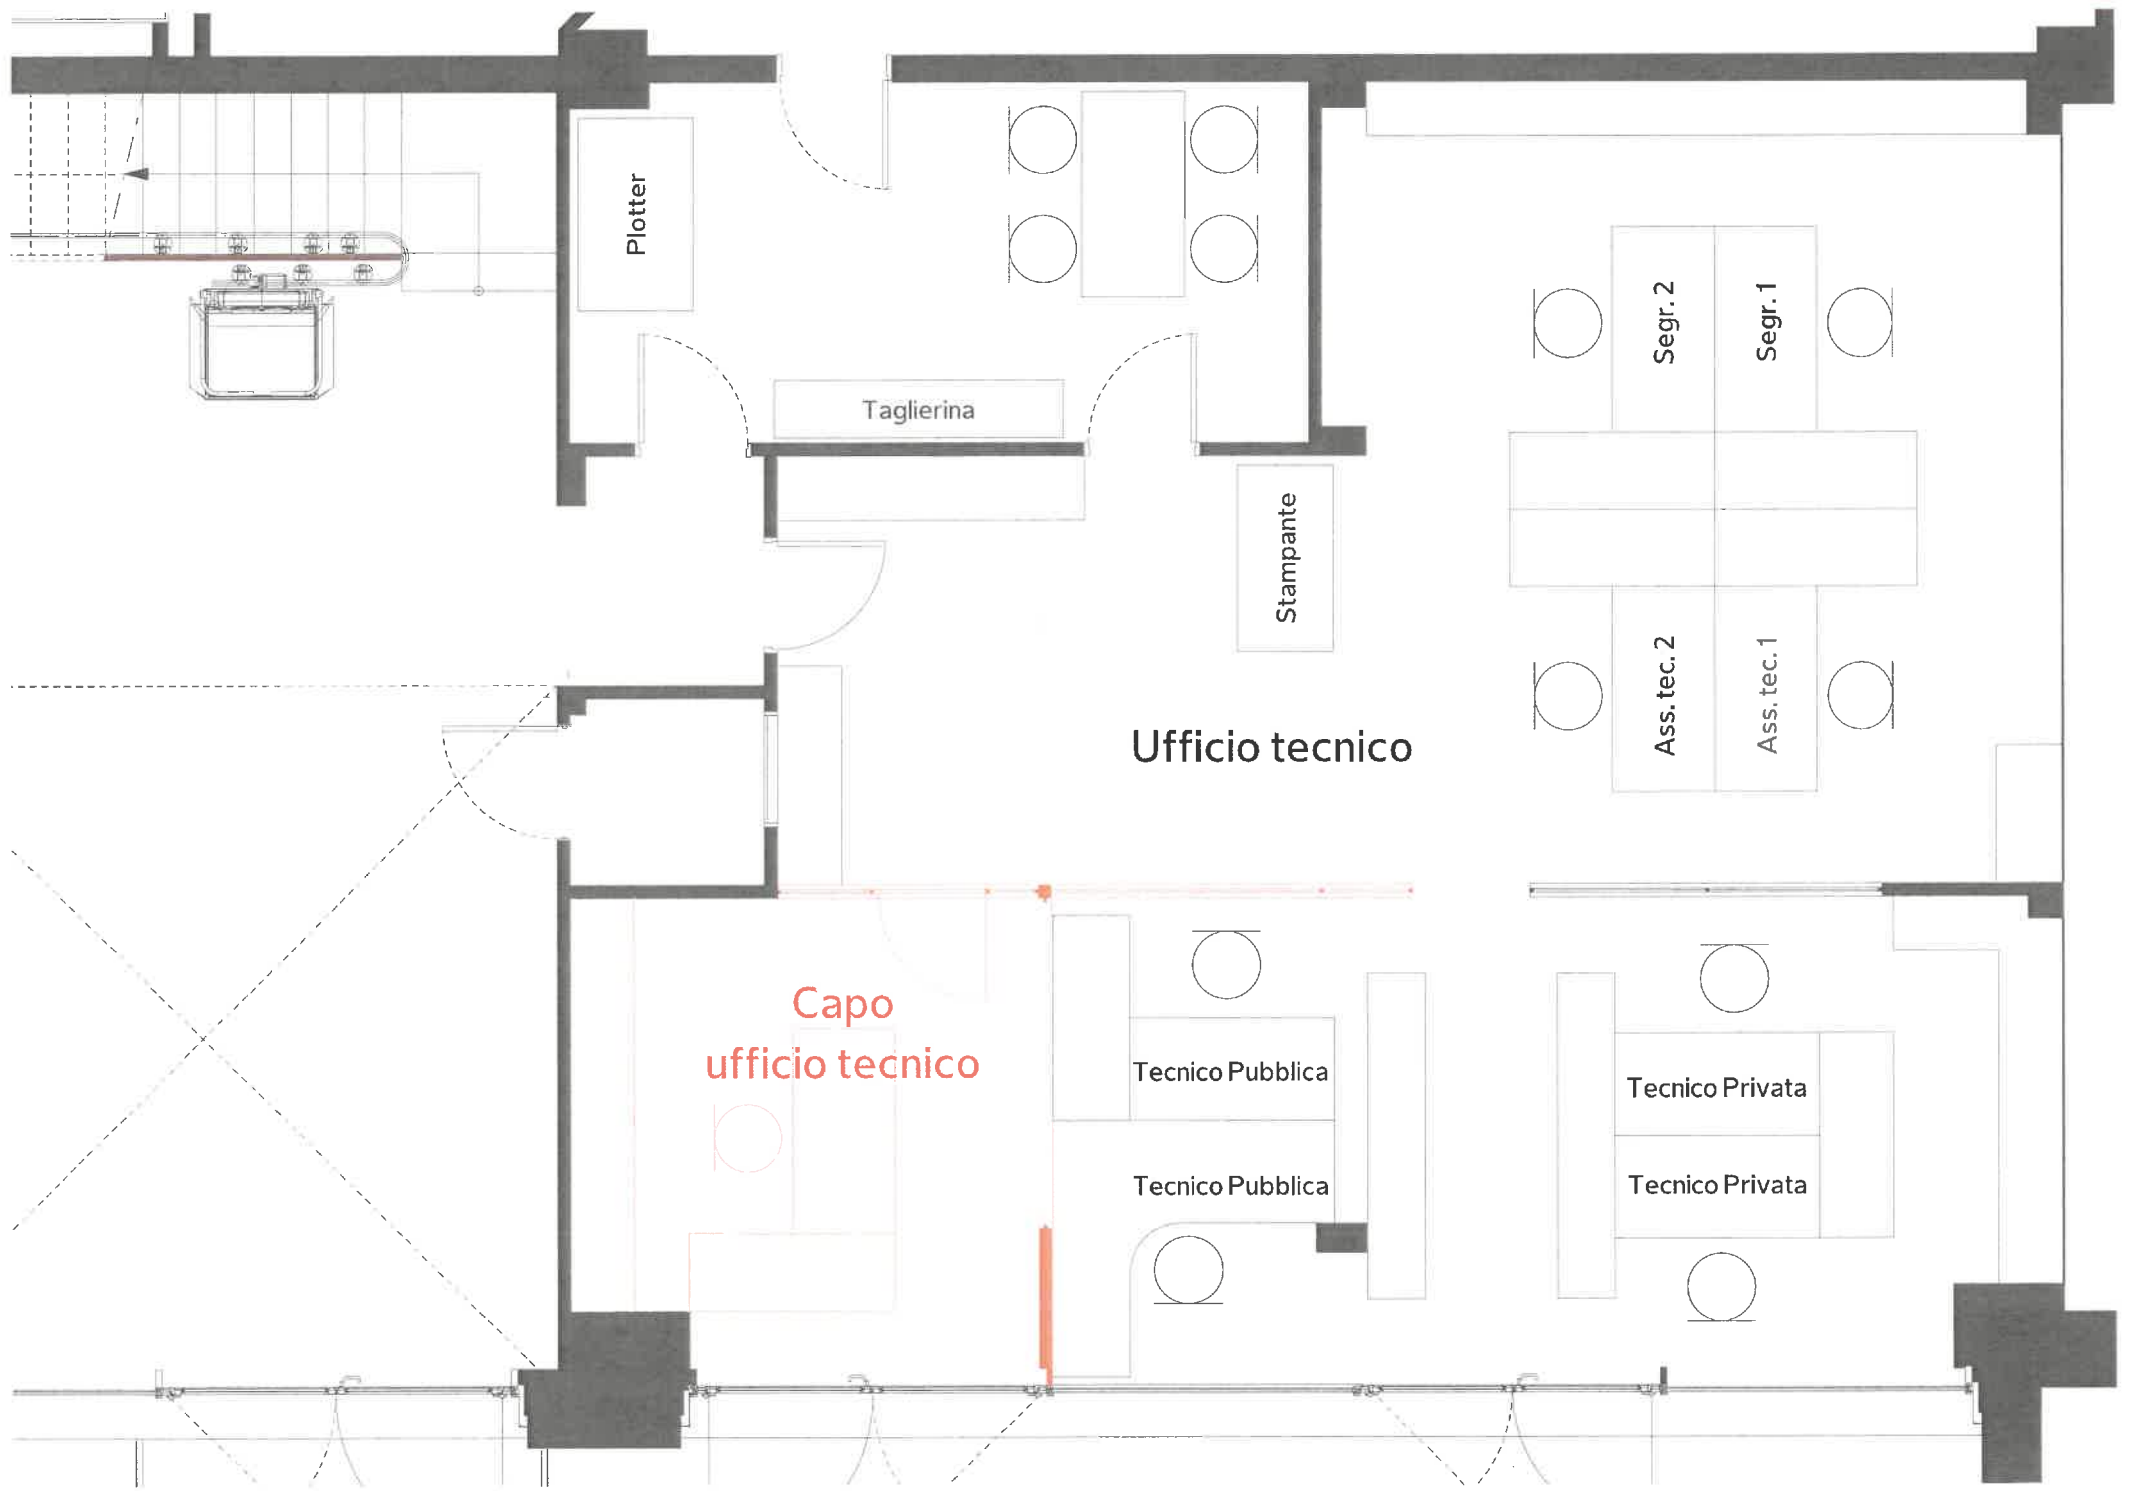 Plotter
Taglierina
Segr. 2
Segr. 1
Stampante
Ass. tec. 2
Ass. tec. 1
Ufficio tecnico
Capo
ufficio tecnico
Tecnico Pubblica
Tecnico Privata
Tecnico Pubblica
Tecnico Privata